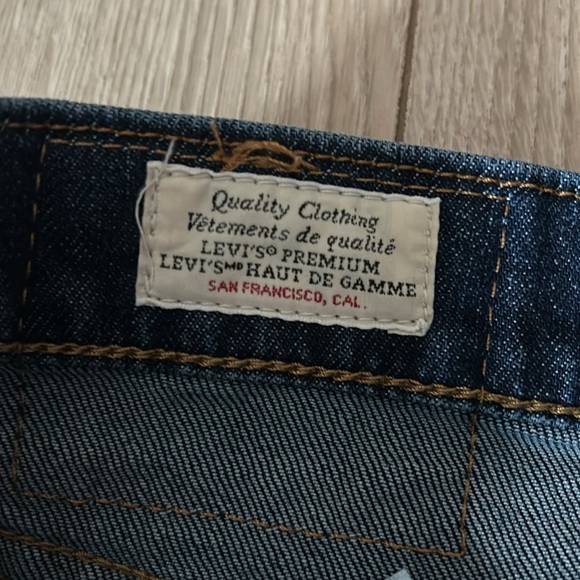 Quality Clothing
Vêtements de qualité
LEVI'S® PREMIUM
LEVI'Sᴹᴰ HAUT DE GAMME
SAN FRANCISCO, CAL.